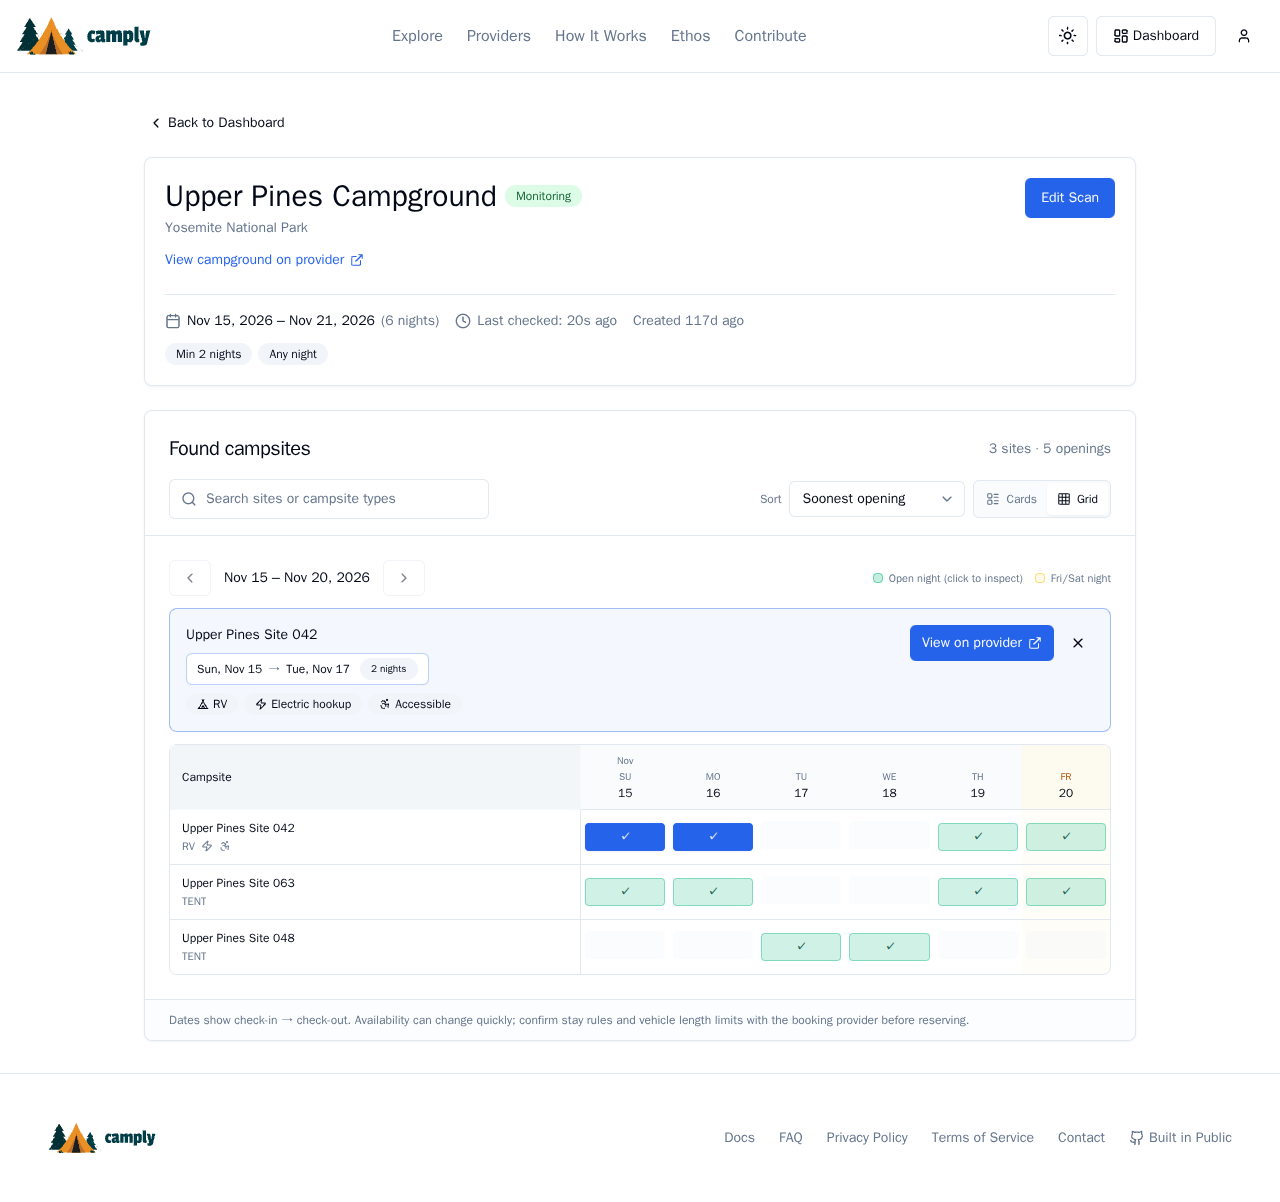 camply
Explore Providers How It Works Ethos Contribute
Dashboard
Back to Dashboard
Upper Pines Campground Monitoring
Edit Scan
Yosemite National Park
View campground on provider
Nov 15, 2026 – Nov 21, 2026 (6 nights) Last checked: 20s ago Created 117d ago
Min 2 nights Any night
Found campsites
3 sites · 5 openings
Search sites or campsite types
Sort Soonest opening Cards Grid
Nov 15 – Nov 20, 2026
Open night (click to inspect) Fri/Sat night
Upper Pines Site 042
View on provider
Sun, Nov 15 → Tue, Nov 17 2 nights
RV Electric hookup Accessible
Campsite
Nov
SU MO TU WE TH FR
15 16 17 18 19 20
Upper Pines Site 042
RV
✓ ✓ ✓ ✓
Upper Pines Site 063
TENT
✓ ✓ ✓ ✓
Upper Pines Site 048
TENT
✓ ✓
Dates show check-in → check-out. Availability can change quickly; confirm stay rules and vehicle length limits with the booking provider before reserving.
camply
Docs FAQ Privacy Policy Terms of Service Contact Built in Public